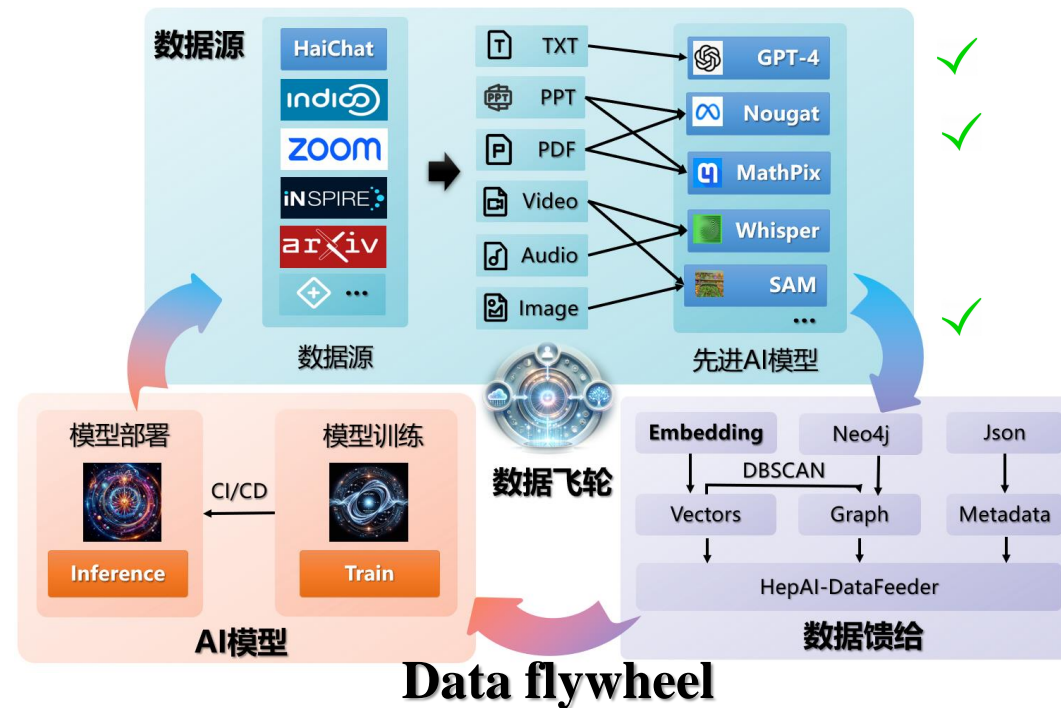 数据源
HaiChat
indico
zoom
iNSPIRE
arXiv
...
数据源
T
TXT
PPT
PPT
P
PDF
Video
Audio
Image
GPT-4
Nougat
MathPix
Whisper
SAM
...
先进AI模型
数据飞轮
模型部署
Inference
CI/CD
模型训练
Train
AI模型
Embedding
Neo4j
Json
DBSCAN
Vectors
Graph
Metadata
HepAI-DataFeeder
数据馈给
Data flywheel